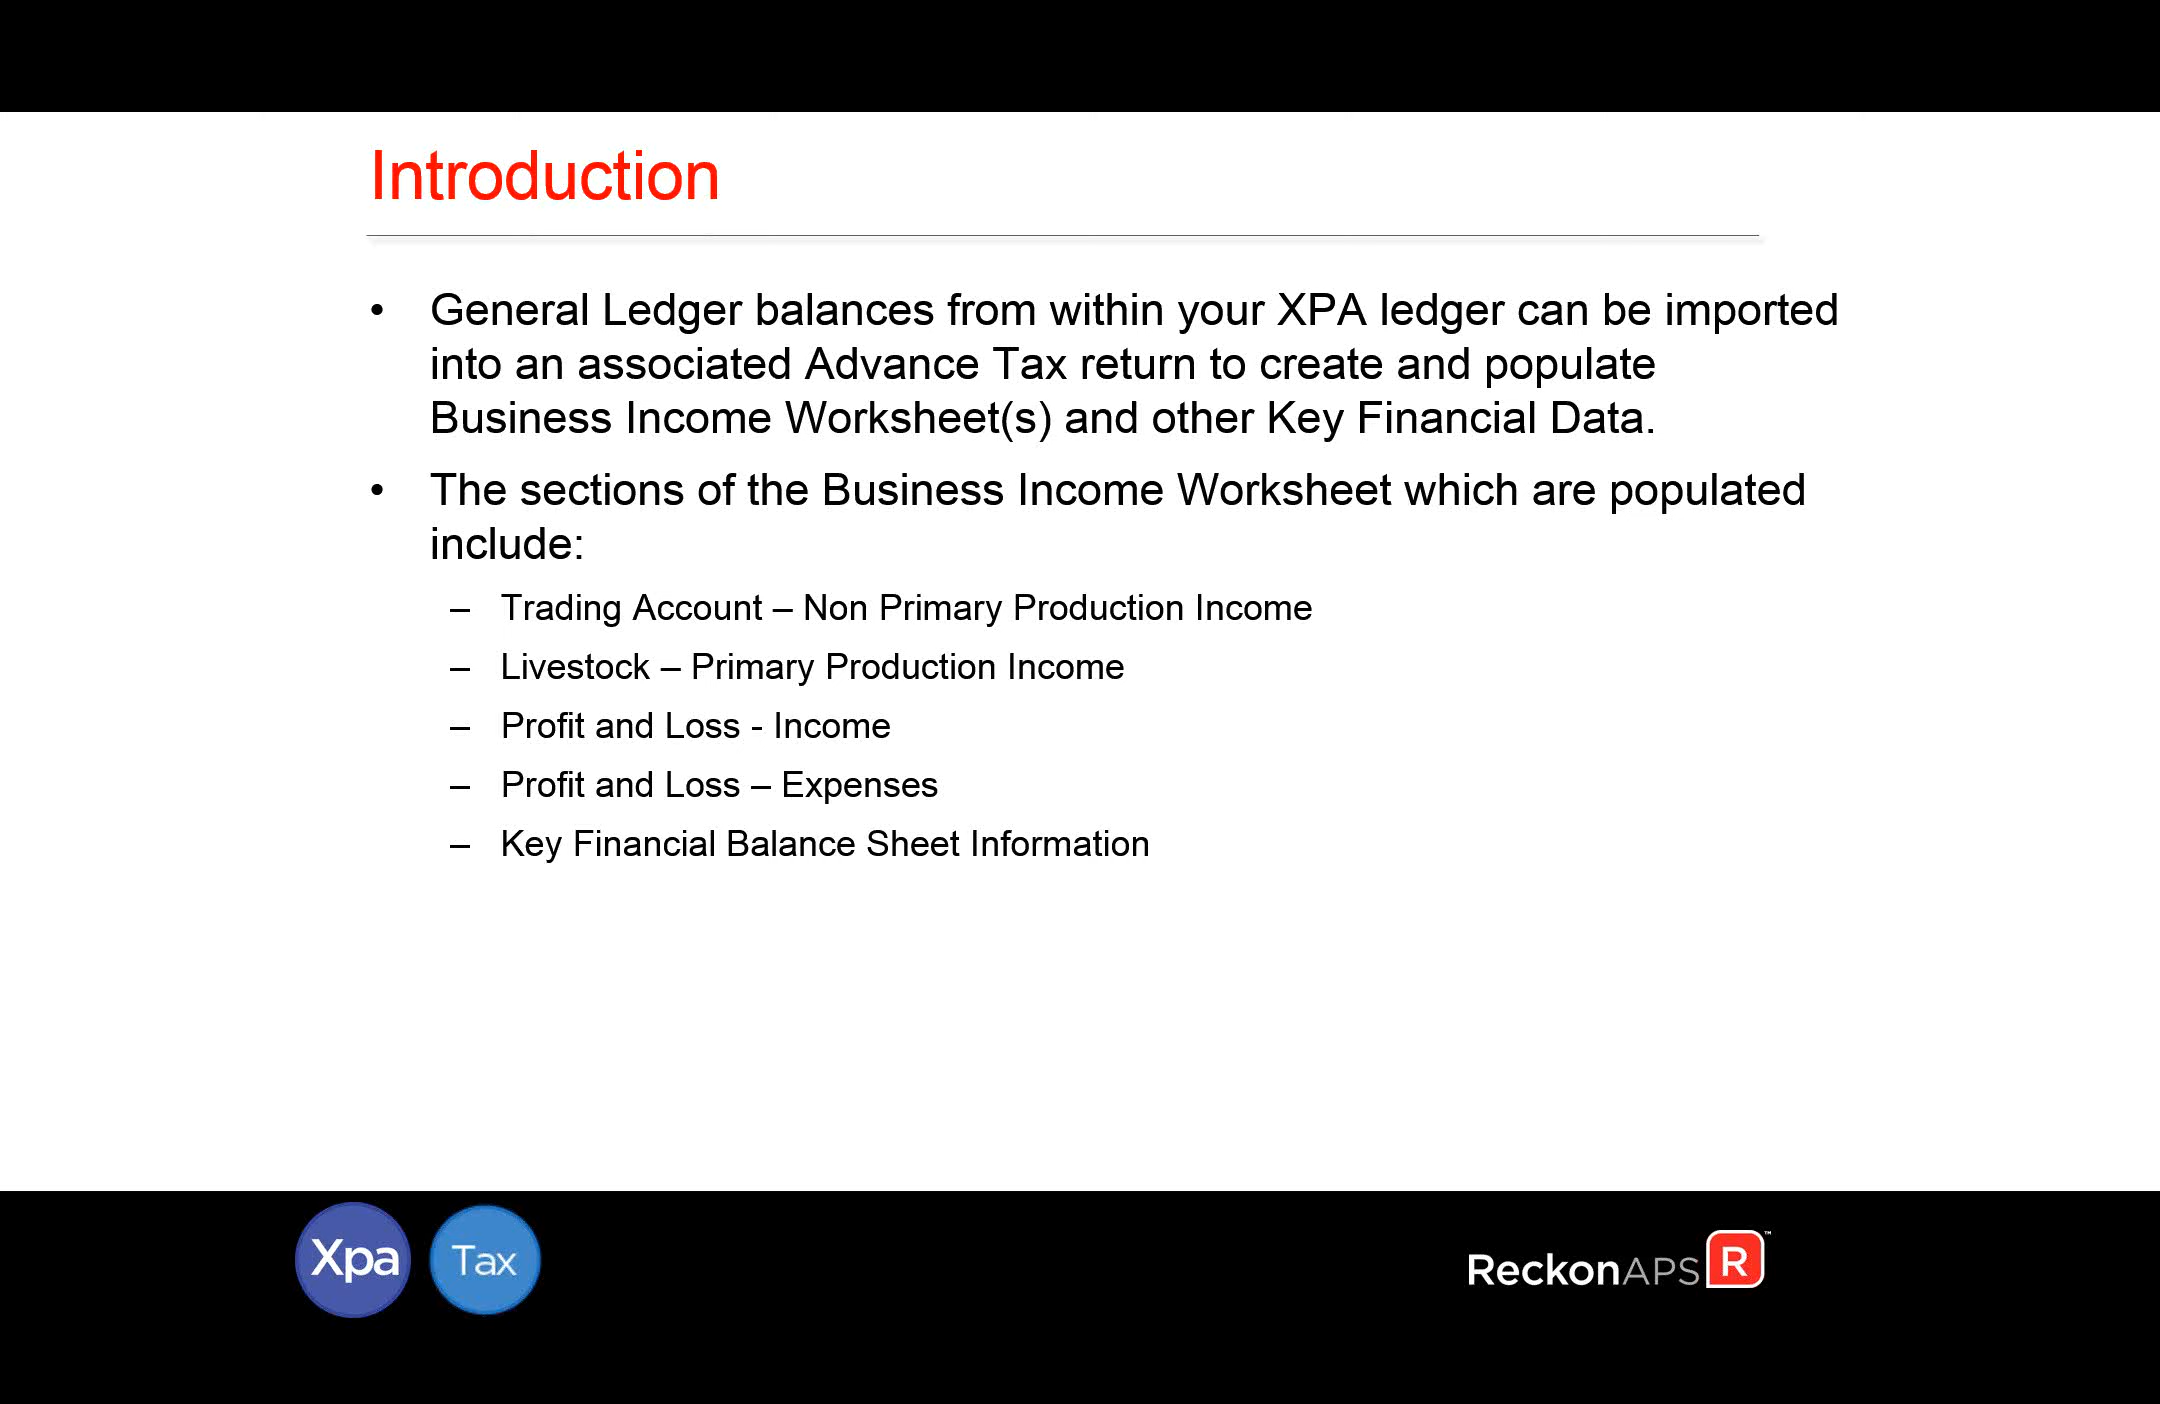 Introduction
• General Ledger balances from within your XPA ledger can be imported
into an associated Advance Tax return to create and populate
Business Income Worksheet(s) and other Key Financial Data.
• The sections of the Business Income Worksheet which are populated
include:
– Trading Account – Non Primary Production Income
– Livestock – Primary Production Income
– Profit and Loss - Income
– Profit and Loss – Expenses
– Key Financial Balance Sheet Information
Xpa Tax ReckonAPS R™